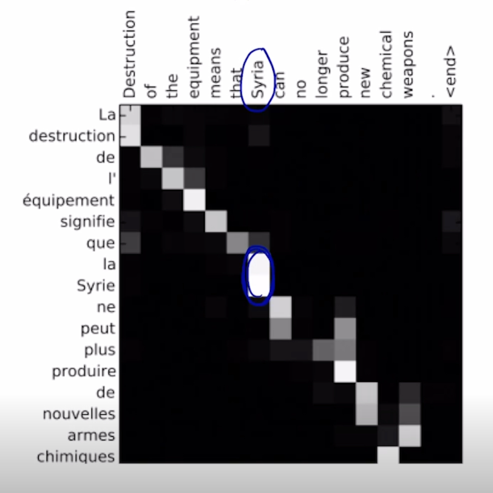 Destruction
of
the
equipment
means
that
Syria
can
no
longer
produce
new
chemical
weapons
.
<end>
La
destruction
de
l'
équipement
signifie
que
la
Syrie
ne
peut
plus
produire
de
nouvelles
armes
chimiques